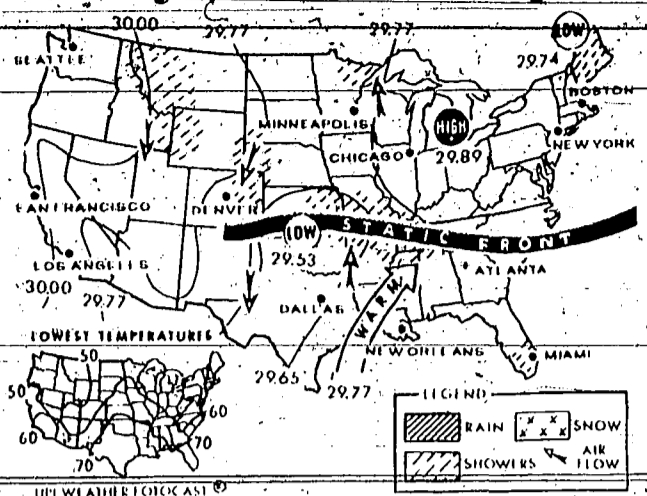 30.00 29.77 29.77 LOW
SEATTLE 29.74
BOSTON
MINNEAPOLIS HIGH
CHICAGO 29.89 NEW YORK
SAN FRANCISCO DENVER
LOW STATIC FRONT
LOS ANGELES 29.53 ATLANTA
30.00 29.77 DALLAS WARM
LOWEST TEMPERATURES NEW ORLEANS MIAMI
50
50
60
60 70
70
29.65 29.77
LEGEND
RAIN SNOW
SHOWERS AIR FLOW
UPI WEATHER FOTOCAST ®